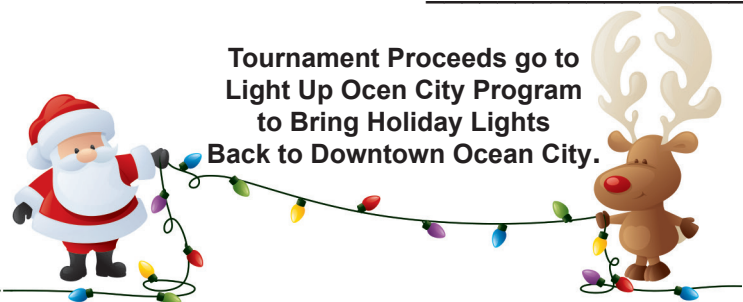 Tournament Proceeds go to
Light Up Ocen City Program
to Bring Holiday Lights
Back to Downtown Ocean City.